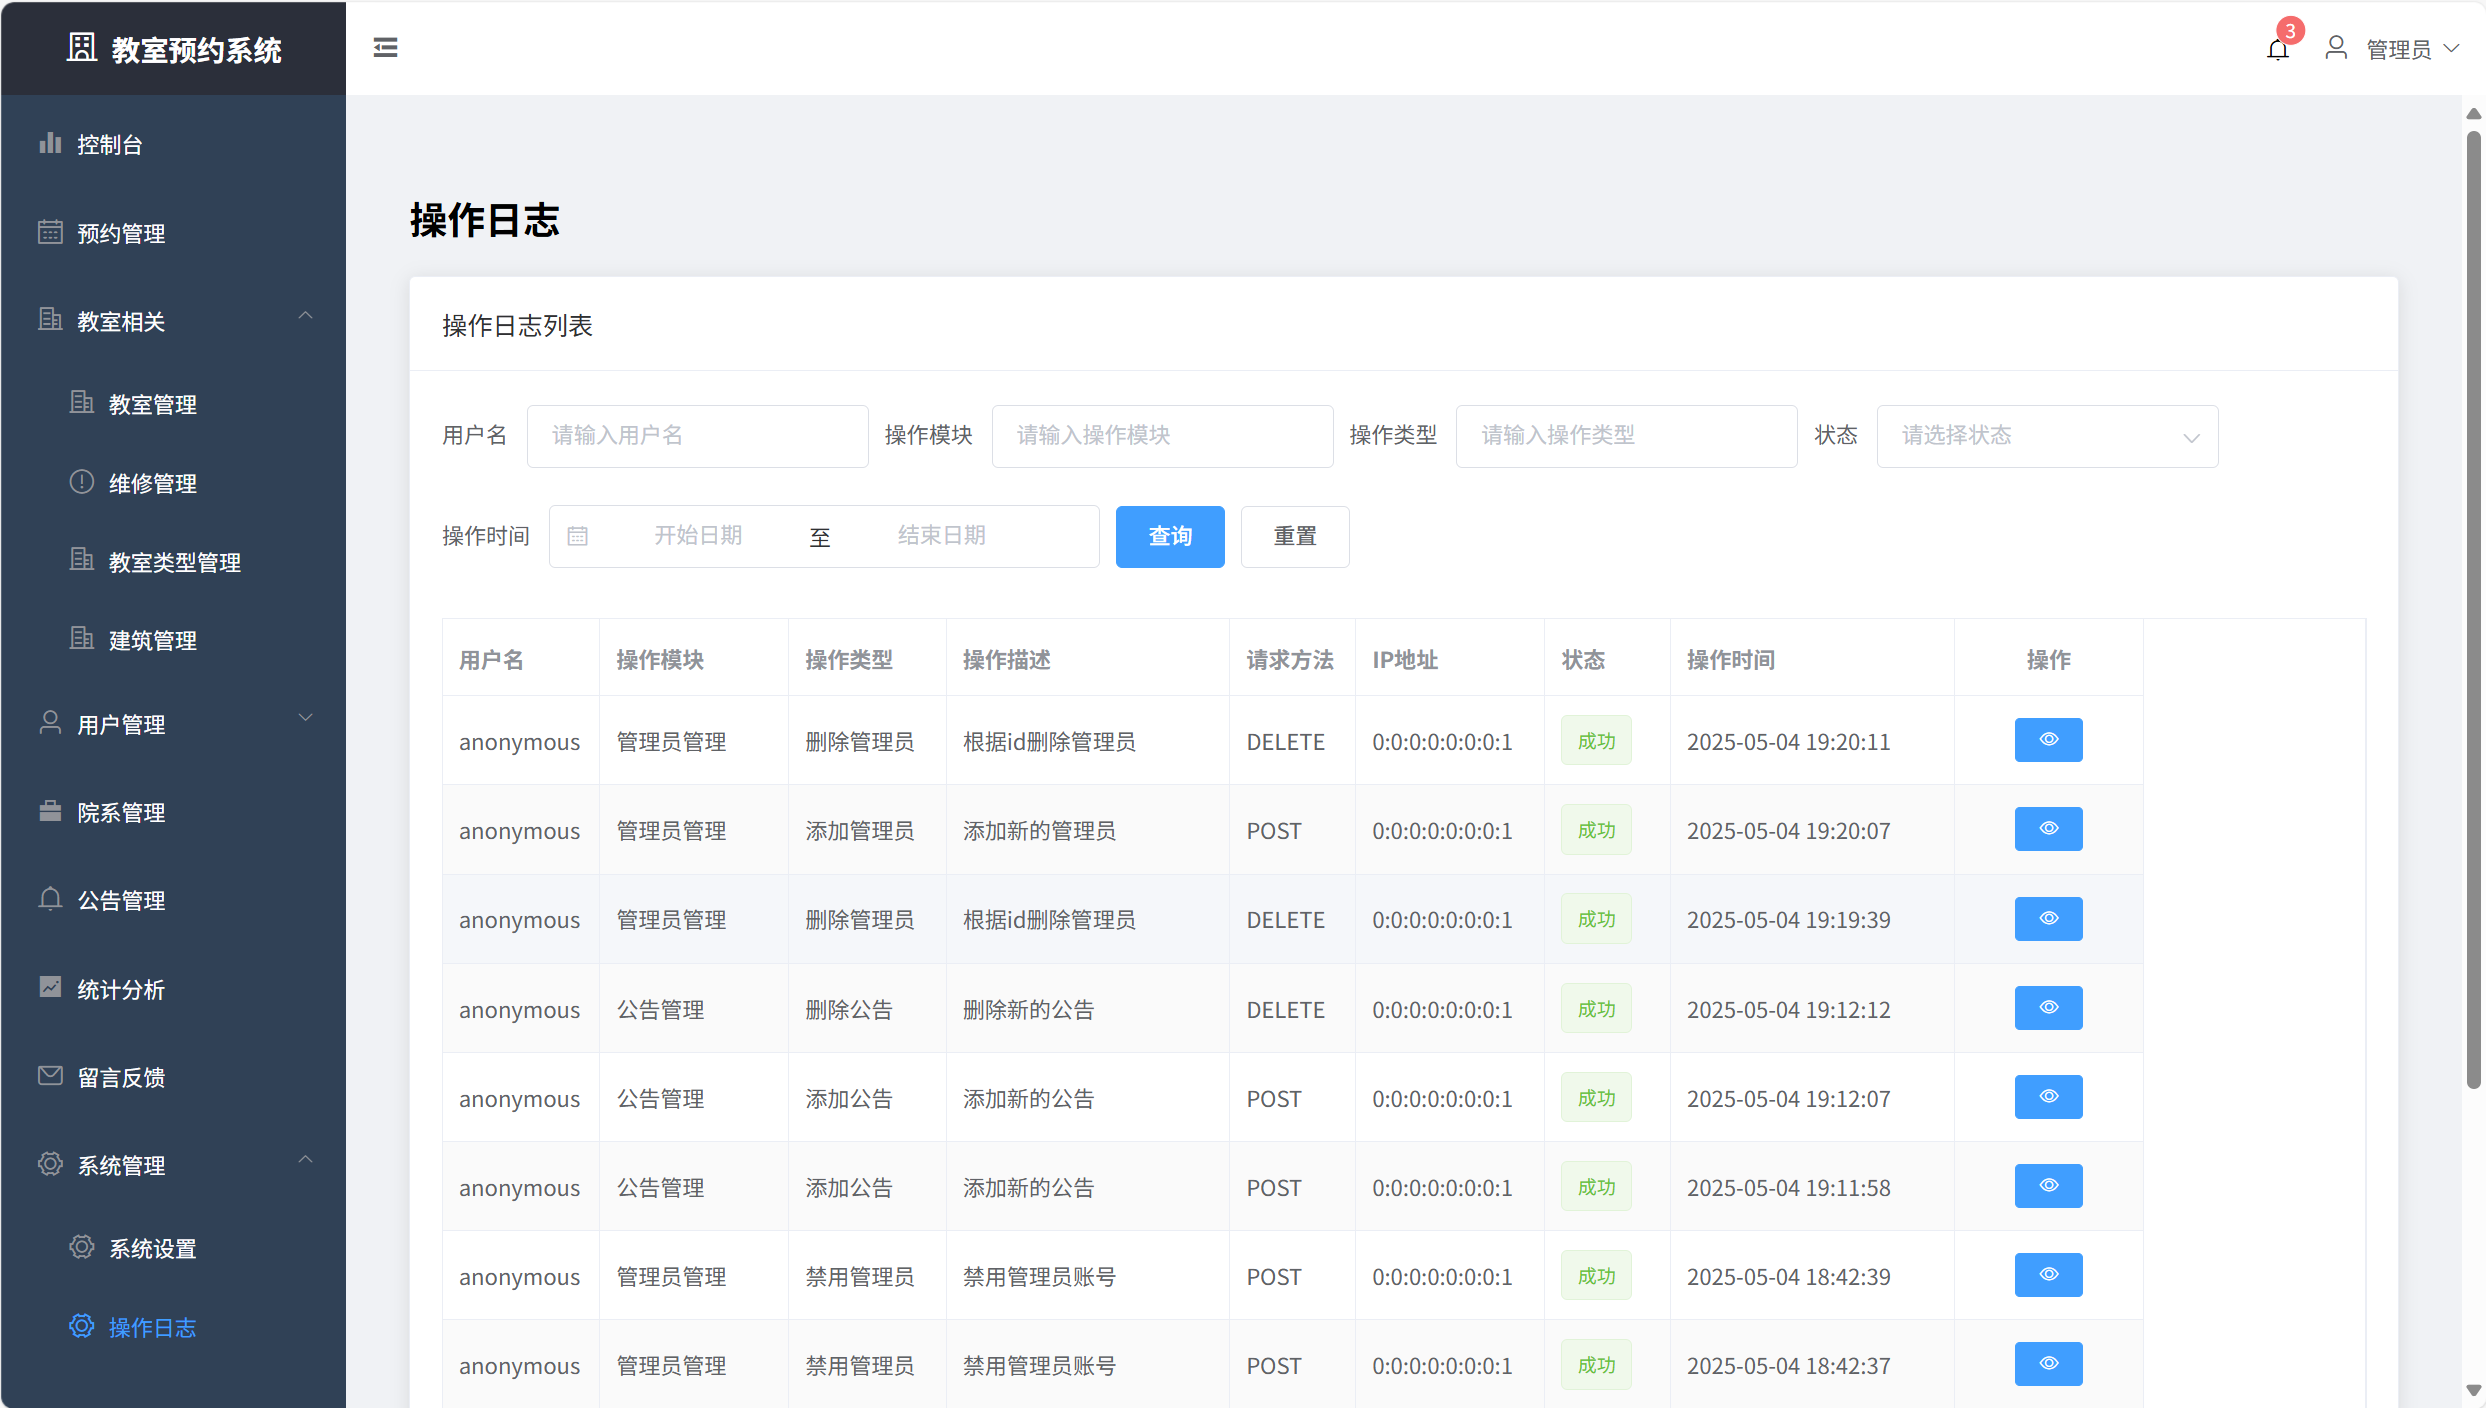 教室预约系统
3
管理员
控制台
预约管理
教室相关
教室管理
维修管理
教室类型管理
建筑管理
用户管理
院系管理
公告管理
统计分析
留言反馈
系统管理
系统设置
操作日志
操作日志
操作日志列表
用户名 请输入用户名 操作模块 请输入操作模块 操作类型 请输入操作类型 状态 请选择状态
操作时间 开始日期 至 结束日期 查询 重置
用户名 操作模块 操作类型 操作描述 请求方法 IP地址 状态 操作时间 操作
anonymous 管理员管理 删除管理员 根据id删除管理员 DELETE 0:0:0:0:0:0:0:1 成功 2025-05-04 19:20:11
anonymous 管理员管理 添加管理员 添加新的管理员 POST 0:0:0:0:0:0:0:1 成功 2025-05-04 19:20:07
anonymous 管理员管理 删除管理员 根据id删除管理员 DELETE 0:0:0:0:0:0:0:1 成功 2025-05-04 19:19:39
anonymous 公告管理 删除公告 删除新的公告 DELETE 0:0:0:0:0:0:0:1 成功 2025-05-04 19:12:12
anonymous 公告管理 添加公告 添加新的公告 POST 0:0:0:0:0:0:0:1 成功 2025-05-04 19:12:07
anonymous 公告管理 添加公告 添加新的公告 POST 0:0:0:0:0:0:0:1 成功 2025-05-04 19:11:58
anonymous 管理员管理 禁用管理员 禁用管理员账号 POST 0:0:0:0:0:0:0:1 成功 2025-05-04 18:42:39
anonymous 管理员管理 禁用管理员 禁用管理员账号 POST 0:0:0:0:0:0:0:1 成功 2025-05-04 18:42:37